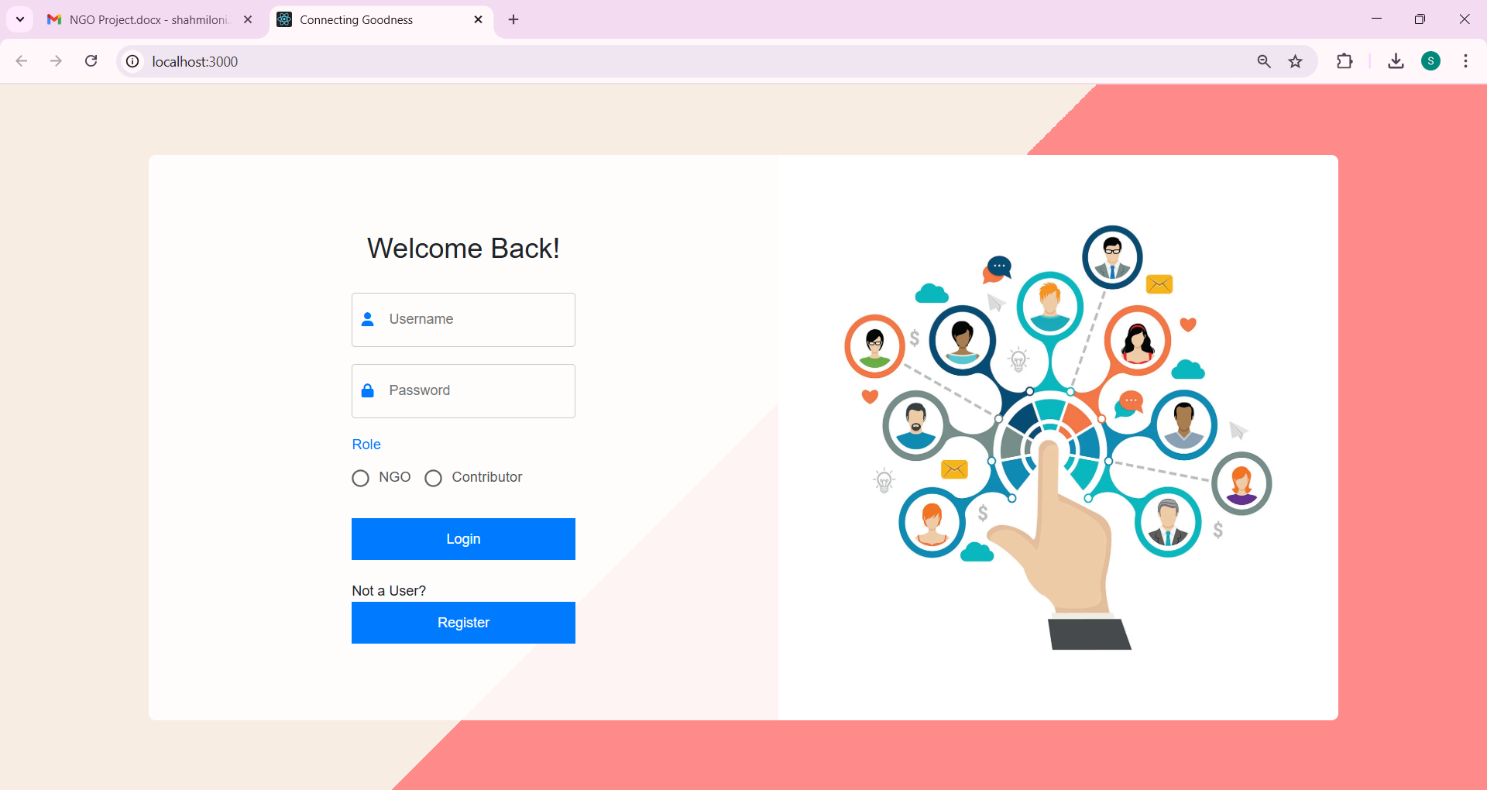 NGO Project.docx - shahmiloni
Connecting Goodness
localhost:3000
S
Welcome Back!
Username
Password
Role
NGO
Contributor
Login
Not a User?
Register
$
$
$